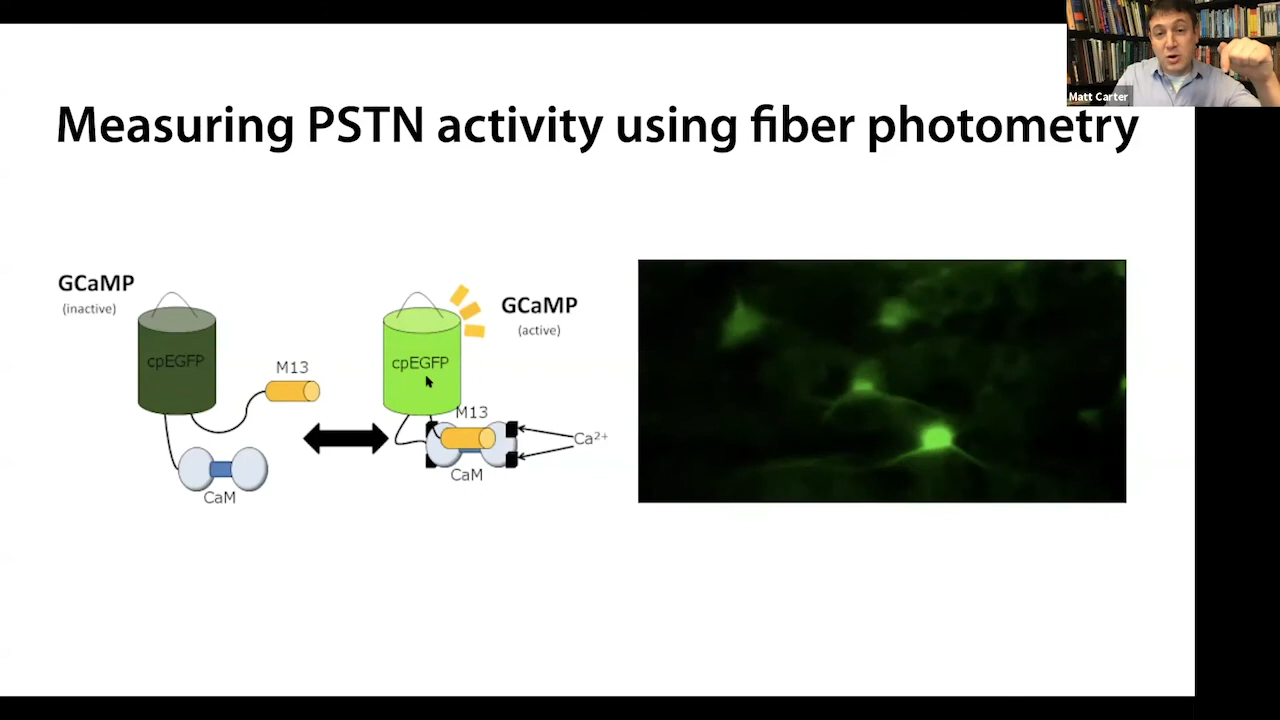 Matt Carter
Measuring PSTN activity using fiber photometry
GCaMP
(inactive)
cpEGFP
M13
CaM
GCaMP
(active)
cpEGFP
M13
Ca²⁺
CaM